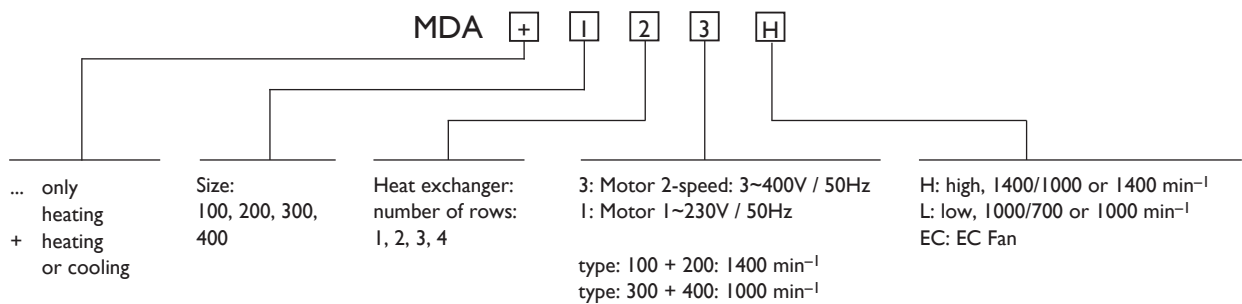 MDA + 1 2 3 H
... only
heating
+ heating
or cooling
Size:
100, 200, 300,
400
Heat exchanger:
number of rows:
1, 2, 3, 4
3: Motor 2-speed: 3~400V / 50Hz
1: Motor 1~230V / 50Hz
type: 100 + 200: 1400 min⁻¹
type: 300 + 400: 1000 min⁻¹
H: high, 1400/1000 or 1400 min⁻¹
L: low, 1000/700 or 1000 min⁻¹
EC: EC Fan